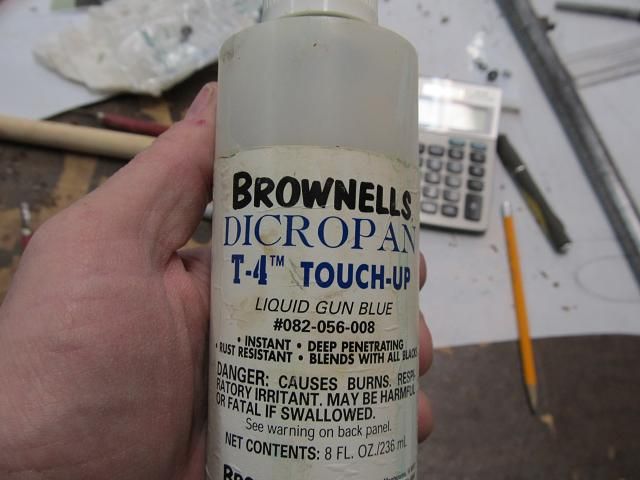 BROWNELLS
DICROPAN
T-4™ TOUCH-UP
LIQUID GUN BLUE
#082-056-008
• INSTANT • DEEP PENETRATING
• RUST RESISTANT • BLENDS WITH ALL BLACKS
DANGER: CAUSES BURNS. RESPI-
RATORY IRRITANT. MAY BE HARMFUL
OR FATAL IF SWALLOWED.
See warning on back panel.
NET CONTENTS: 8 FL. OZ./236 mL